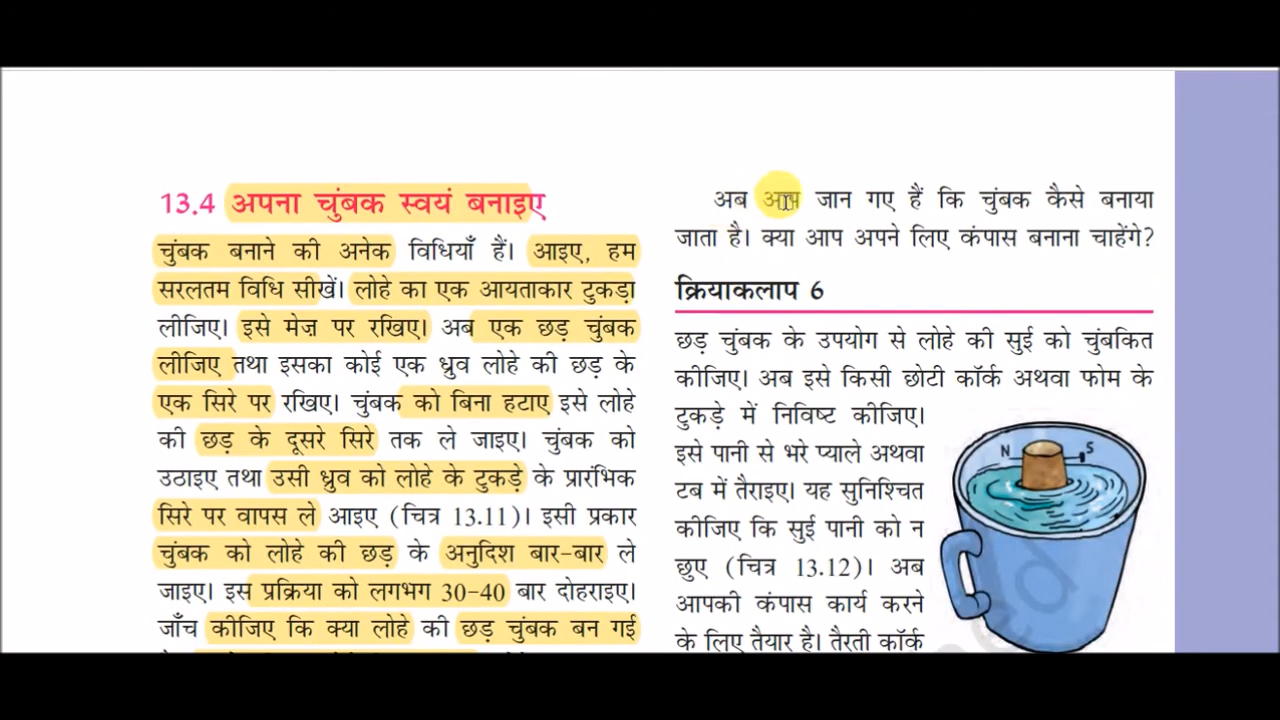 13.4 अपना चुंबक स्वयं बनाइए
चुंबक बनाने की अनेक विधियाँ हैं। आइए, हम
सरलतम विधि सीखें। लोहे का एक आयताकार टुकड़ा
लीजिए। इसे मेज़ पर रखिए। अब एक छड़ चुंबक
लीजिए तथा इसका कोई एक ध्रुव लोहे की छड़ के
एक सिरे पर रखिए। चुंबक को बिना हटाए इसे लोहे
की छड़ के दूसरे सिरे तक ले जाइए। चुंबक को
उठाइए तथा उसी ध्रुव को लोहे के टुकड़े के प्रारंभिक
सिरे पर वापस ले आइए (चित्र 13.11)। इसी प्रकार
चुंबक को लोहे की छड़ के अनुदिश बार-बार ले
जाइए। इस प्रक्रिया को लगभग 30-40 बार दोहराइए।
जाँच कीजिए कि क्या लोहे की छड़ चुंबक बन गई
अब आप जान गए हैं कि चुंबक कैसे बनाया
जाता है। क्या आप अपने लिए कंपास बनाना चाहेंगे?
क्रियाकलाप 6
छड़ चुंबक के उपयोग से लोहे की सुई को चुंबकित
कीजिए। अब इसे किसी छोटी कॉर्क अथवा फोम के
टुकड़े में निविष्ट कीजिए।
इसे पानी से भरे प्याले अथवा
टब में तैराइए। यह सुनिश्चित
कीजिए कि सुई पानी को न
छुए (चित्र 13.12)। अब
आपकी कंपास कार्य करने
के लिए तैयार है। तैरती कॉर्क
N S